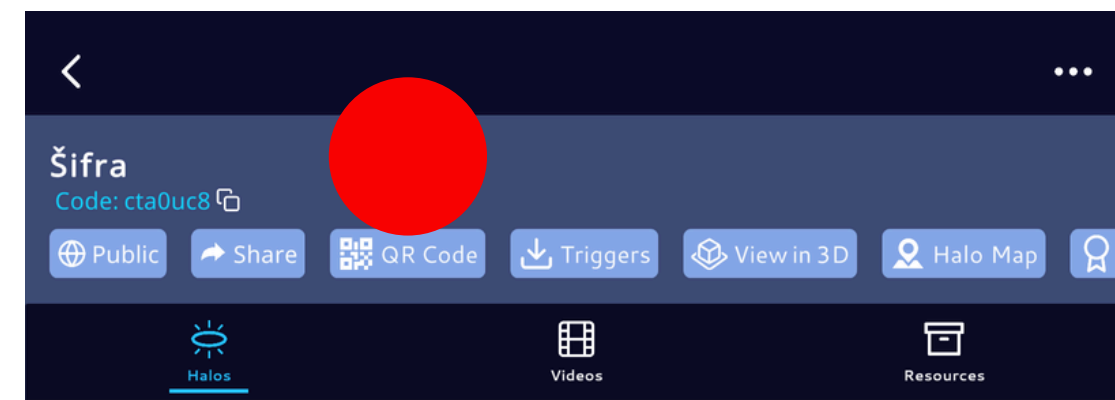 Šifra
Code: cta0uc8
Public Share QR Code Triggers View in 3D Halo Map
Halos Videos Resources